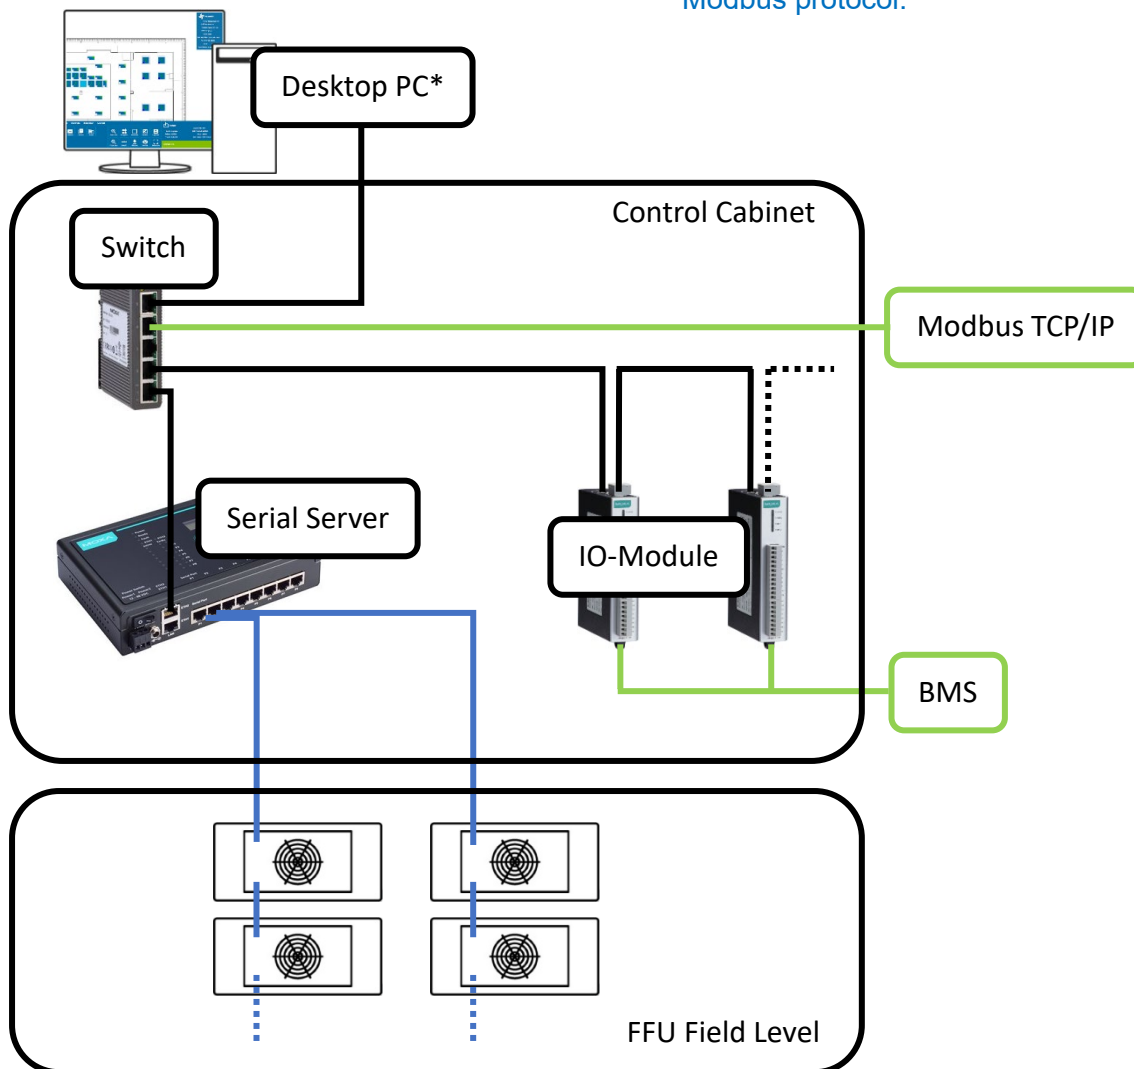 Modbus protocol.
Desktop PC*
Control Cabinet
Switch
Modbus TCP/IP
Serial Server
IO-Module
BMS
FFU Field Level